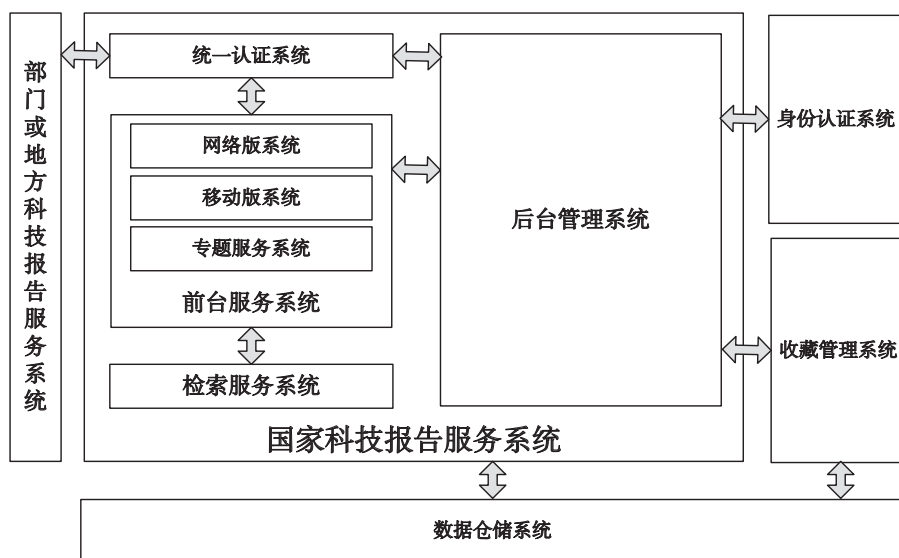 部门或地方科技报告服务系统
统一认证系统
网络版系统
移动版系统
专题服务系统
前台服务系统
检索服务系统
后台管理系统
国家科技报告服务系统
身份认证系统
收藏管理系统
数据仓储系统